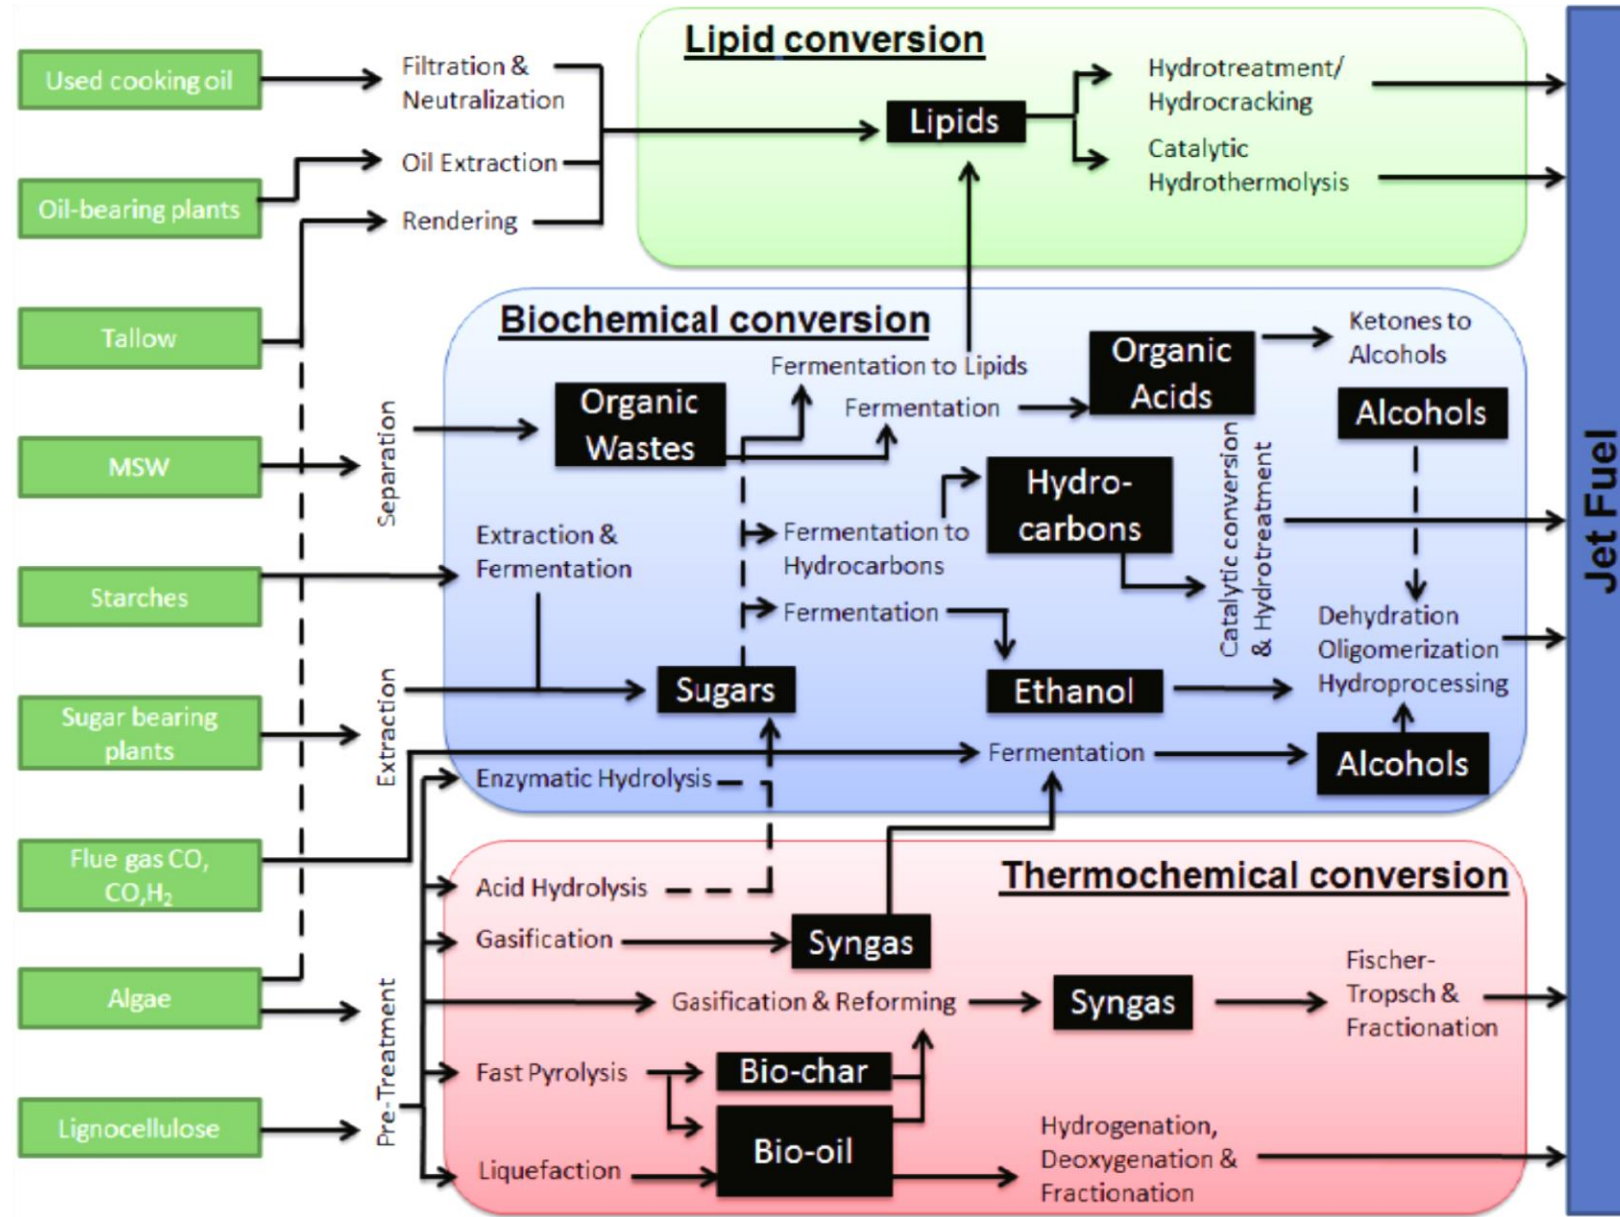 Lipid conversion
Used cooking oil
Filtration &
Neutralization
Lipids
Hydrotreatment/
Hydrocracking
Oil-bearing plants
Oil Extraction
Catalytic
Hydrothermolysis
Rendering
Tallow
Biochemical conversion
Organic
Wastes
Fermentation to Lipids
Fermentation
Organic
Acids
Ketones to
Alcohols
Alcohols
MSW
Separation
Hydro-
carbons
Catalytic conversion
& Hydrotreatment
Jet Fuel
Starches
Extraction &
Fermentation
Fermentation to
Hydrocarbons
Fermentation
Dehydration
Oligomerization
Hydroprocessing
Sugar bearing
plants
Extraction
Sugars
Ethanol
Fermentation
Alcohols
Enzymatic Hydrolysis
Flue gas CO,
CO,H₂
Thermochemical conversion
Acid Hydrolysis
Gasification
Syngas
Algae
Pre-Treatment
Gasification & Reforming
Syngas
Fischer-
Tropsch &
Fractionation
Fast Pyrolysis
Bio-char
Lignocellulose
Liquefaction
Bio-oil
Hydrogenation,
Deoxygenation &
Fractionation